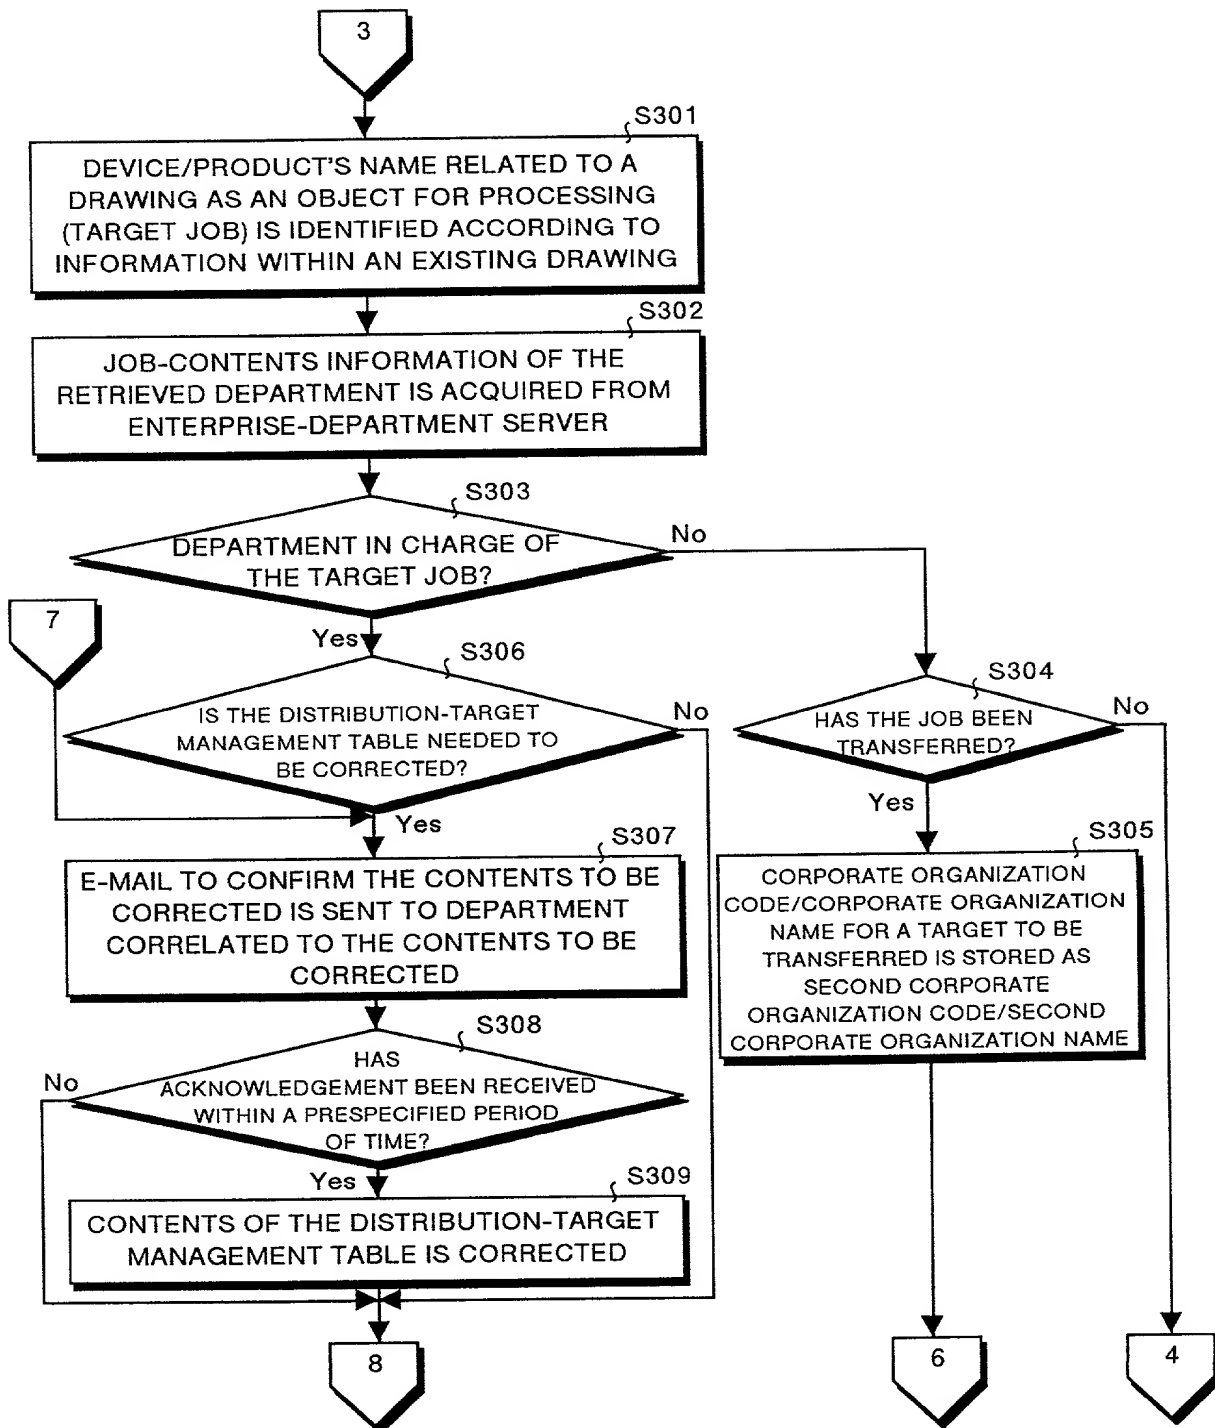 3
S301
DEVICE/PRODUCT'S NAME RELATED TO A
DRAWING AS AN OBJECT FOR PROCESSING
(TARGET JOB) IS IDENTIFIED ACCORDING TO
INFORMATION WITHIN AN EXISTING DRAWING
S302
JOB-CONTENTS INFORMATION OF THE
RETRIEVED DEPARTMENT IS ACQUIRED FROM
ENTERPRISE-DEPARTMENT SERVER
S303
DEPARTMENT IN CHARGE OF
THE TARGET JOB?
No
Yes
7
S306
IS THE DISTRIBUTION-TARGET
MANAGEMENT TABLE NEEDED TO
BE CORRECTED?
No
Yes
S304
HAS THE JOB BEEN
TRANSFERRED?
No
Yes
S305
CORPORATE ORGANIZATION
CODE/CORPORATE ORGANIZATION
NAME FOR A TARGET TO BE
TRANSFERRED IS STORED AS
SECOND CORPORATE
ORGANIZATION CODE/SECOND
CORPORATE ORGANIZATION NAME
S307
E-MAIL TO CONFIRM THE CONTENTS TO BE
CORRECTED IS SENT TO DEPARTMENT
CORRELATED TO THE CONTENTS TO BE
CORRECTED
S308
HAS
ACKNOWLEDGEMENT BEEN RECEIVED
WITHIN A PRESPECIFIED PERIOD
OF TIME?
No
Yes
S309
CONTENTS OF THE DISTRIBUTION-TARGET
MANAGEMENT TABLE IS CORRECTED
8
6
4